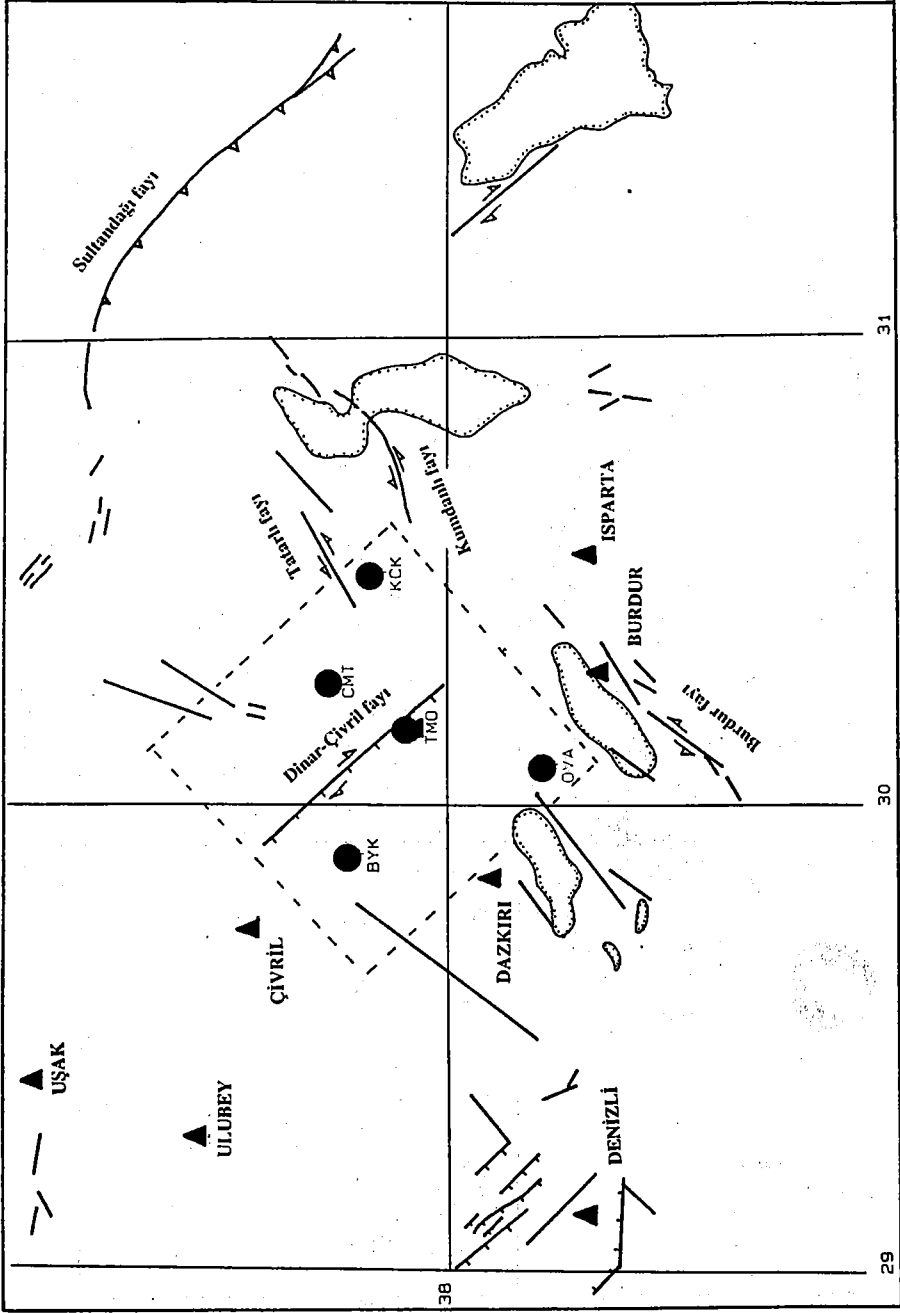 UŞAK
ULUBEY
ÇİVRİL
Sultandağı fayı
Tatarlı fayı
Kumdanlı fayı
Dinar-Çivril fayı
KCK
CMT
TMO
BYK
OVA
38
DAZKIRI
ISPARTA
BURDUR
Burdur fayı
DENİZLİ
29
30
31